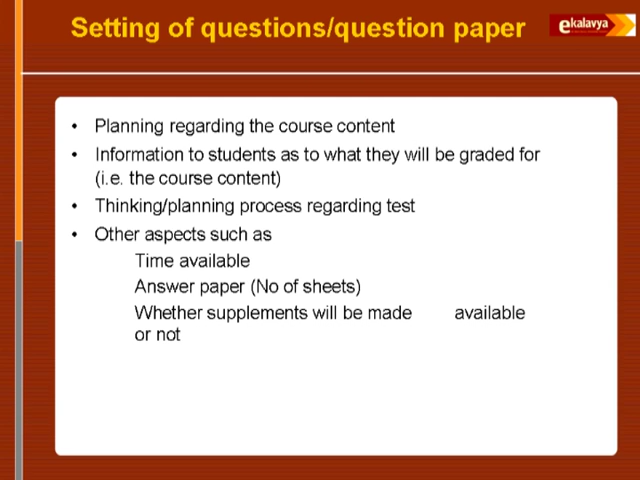 Setting of questions/question paper
ekalavya
• Planning regarding the course content
• Information to students as to what they will be graded for
(i.e. the course content)
• Thinking/planning process regarding test
• Other aspects such as
Time available
Answer paper (No of sheets)
Whether supplements will be made available
or not